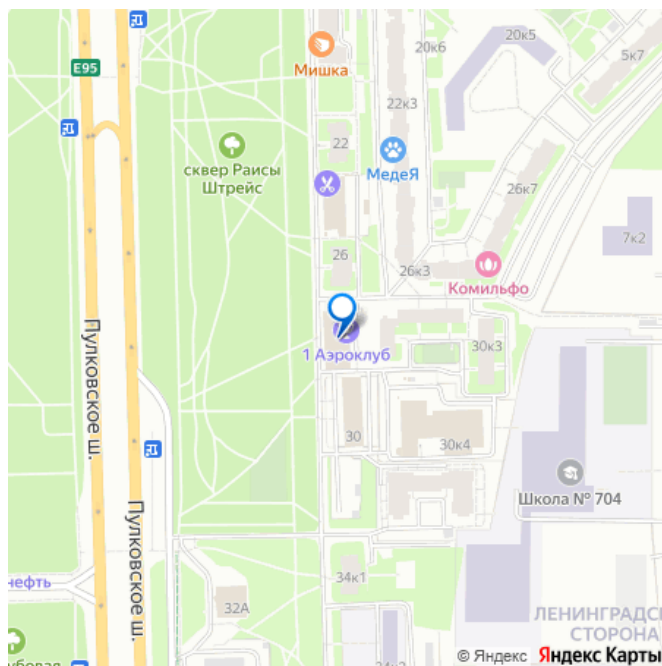 20к6
20к5
5к7
E95
Мишка
22к3
22
сквер Раисы
Штрейс
МедеЯ
26к7
7к2
26
26к3
Комильфо
1 Аэроклуб
30к3
Пулковское ш.
30
30к4
Школа № 704
Пулковское ш.
34к1
нефть
32А
ЛЕНИНГРАДС
СТОРОНА
© Яндекс Яндекс Карты